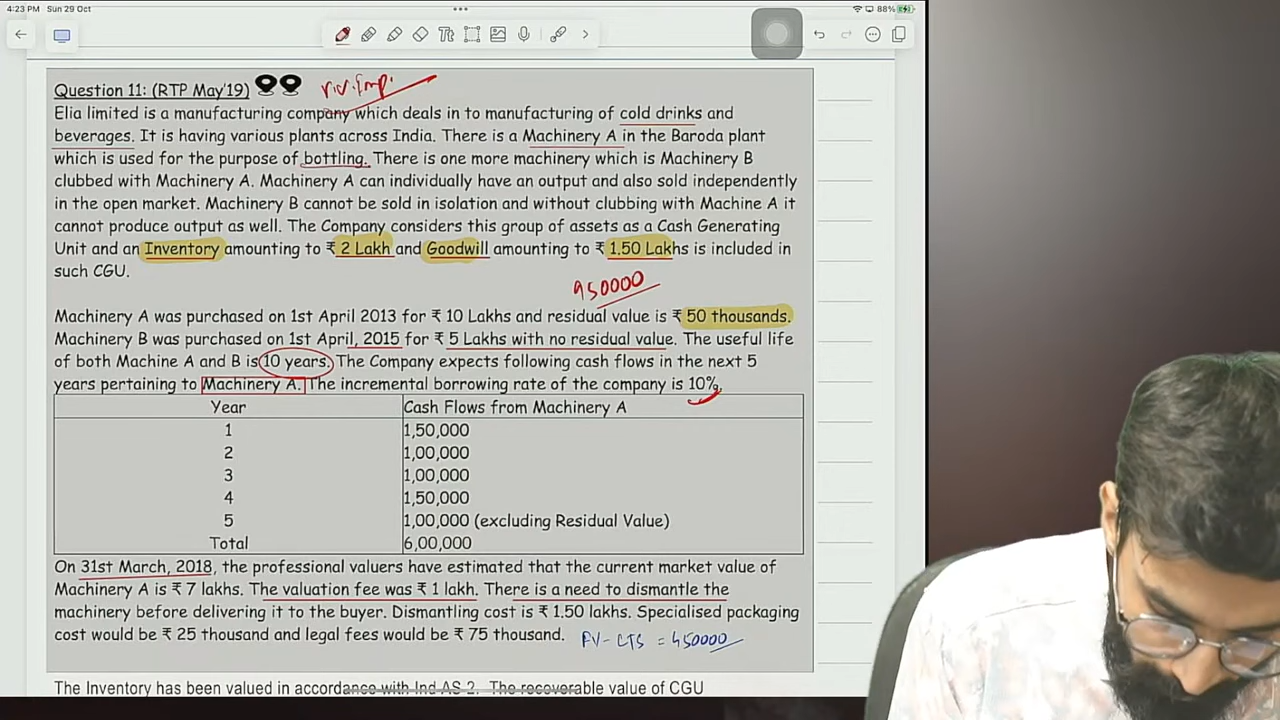 4:23 PM Sun 29 Oct
88%
Question 11: (RTP May'19)
Elia limited is a manufacturing company which deals in to manufacturing of cold drinks and
beverages. It is having various plants across India. There is a Machinery A in the Baroda plant
which is used for the purpose of bottling. There is one more machinery which is Machinery B
clubbed with Machinery A. Machinery A can individually have an output and also sold independently
in the open market. Machinery B cannot be sold in isolation and without clubbing with Machine A it
cannot produce output as well. The Company considers this group of assets as a Cash Generating
Unit and an Inventory amounting to ₹ 2 Lakh and Goodwill amounting to ₹ 1.50 Lakhs is included in
such CGU.
950000
Machinery A was purchased on 1st April 2013 for ₹ 10 Lakhs and residual value is ₹ 50 thousands.
Machinery B was purchased on 1st April, 2015 for ₹ 5 Lakhs with no residual value. The useful life
of both Machine A and B is 10 years. The Company expects following cash flows in the next 5
years pertaining to Machinery A. The incremental borrowing rate of the company is 10%.
Year Cash Flows from Machinery A
1 1,50,000
2 1,00,000
3 1,00,000
4 1,50,000
5 1,00,000 (excluding Residual Value)
Total 6,00,000
On 31st March, 2018, the professional valuers have estimated that the current market value of
Machinery A is ₹ 7 lakhs. The valuation fee was ₹ 1 lakh. There is a need to dismantle the
machinery before delivering it to the buyer. Dismantling cost is ₹ 1.50 lakhs. Specialised packaging
cost would be ₹ 25 thousand and legal fees would be ₹ 75 thousand.
FV - CTS = 450000
The Inventory has been valued in accordance with Ind AS 2. The recoverable value of CGU